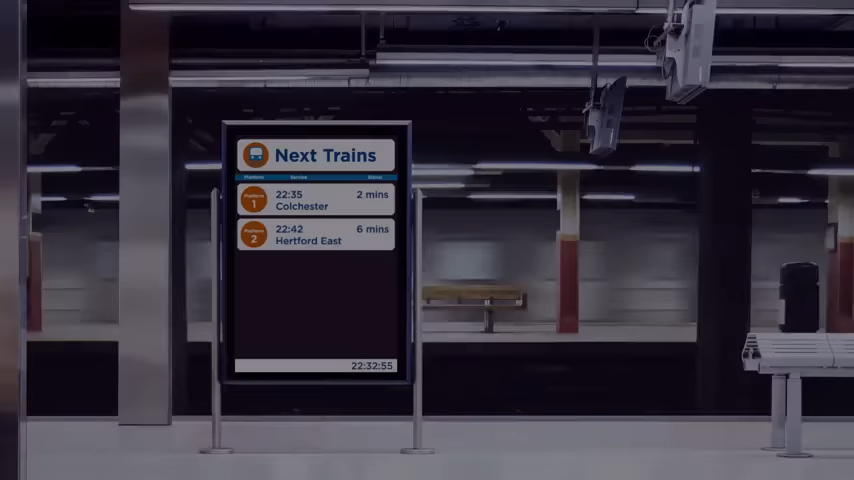 Next Trains
Platform Service Status
Platform 1 22:35 2 mins
Colchester
Platform 2 22:42 6 mins
Hertford East
22:32:55